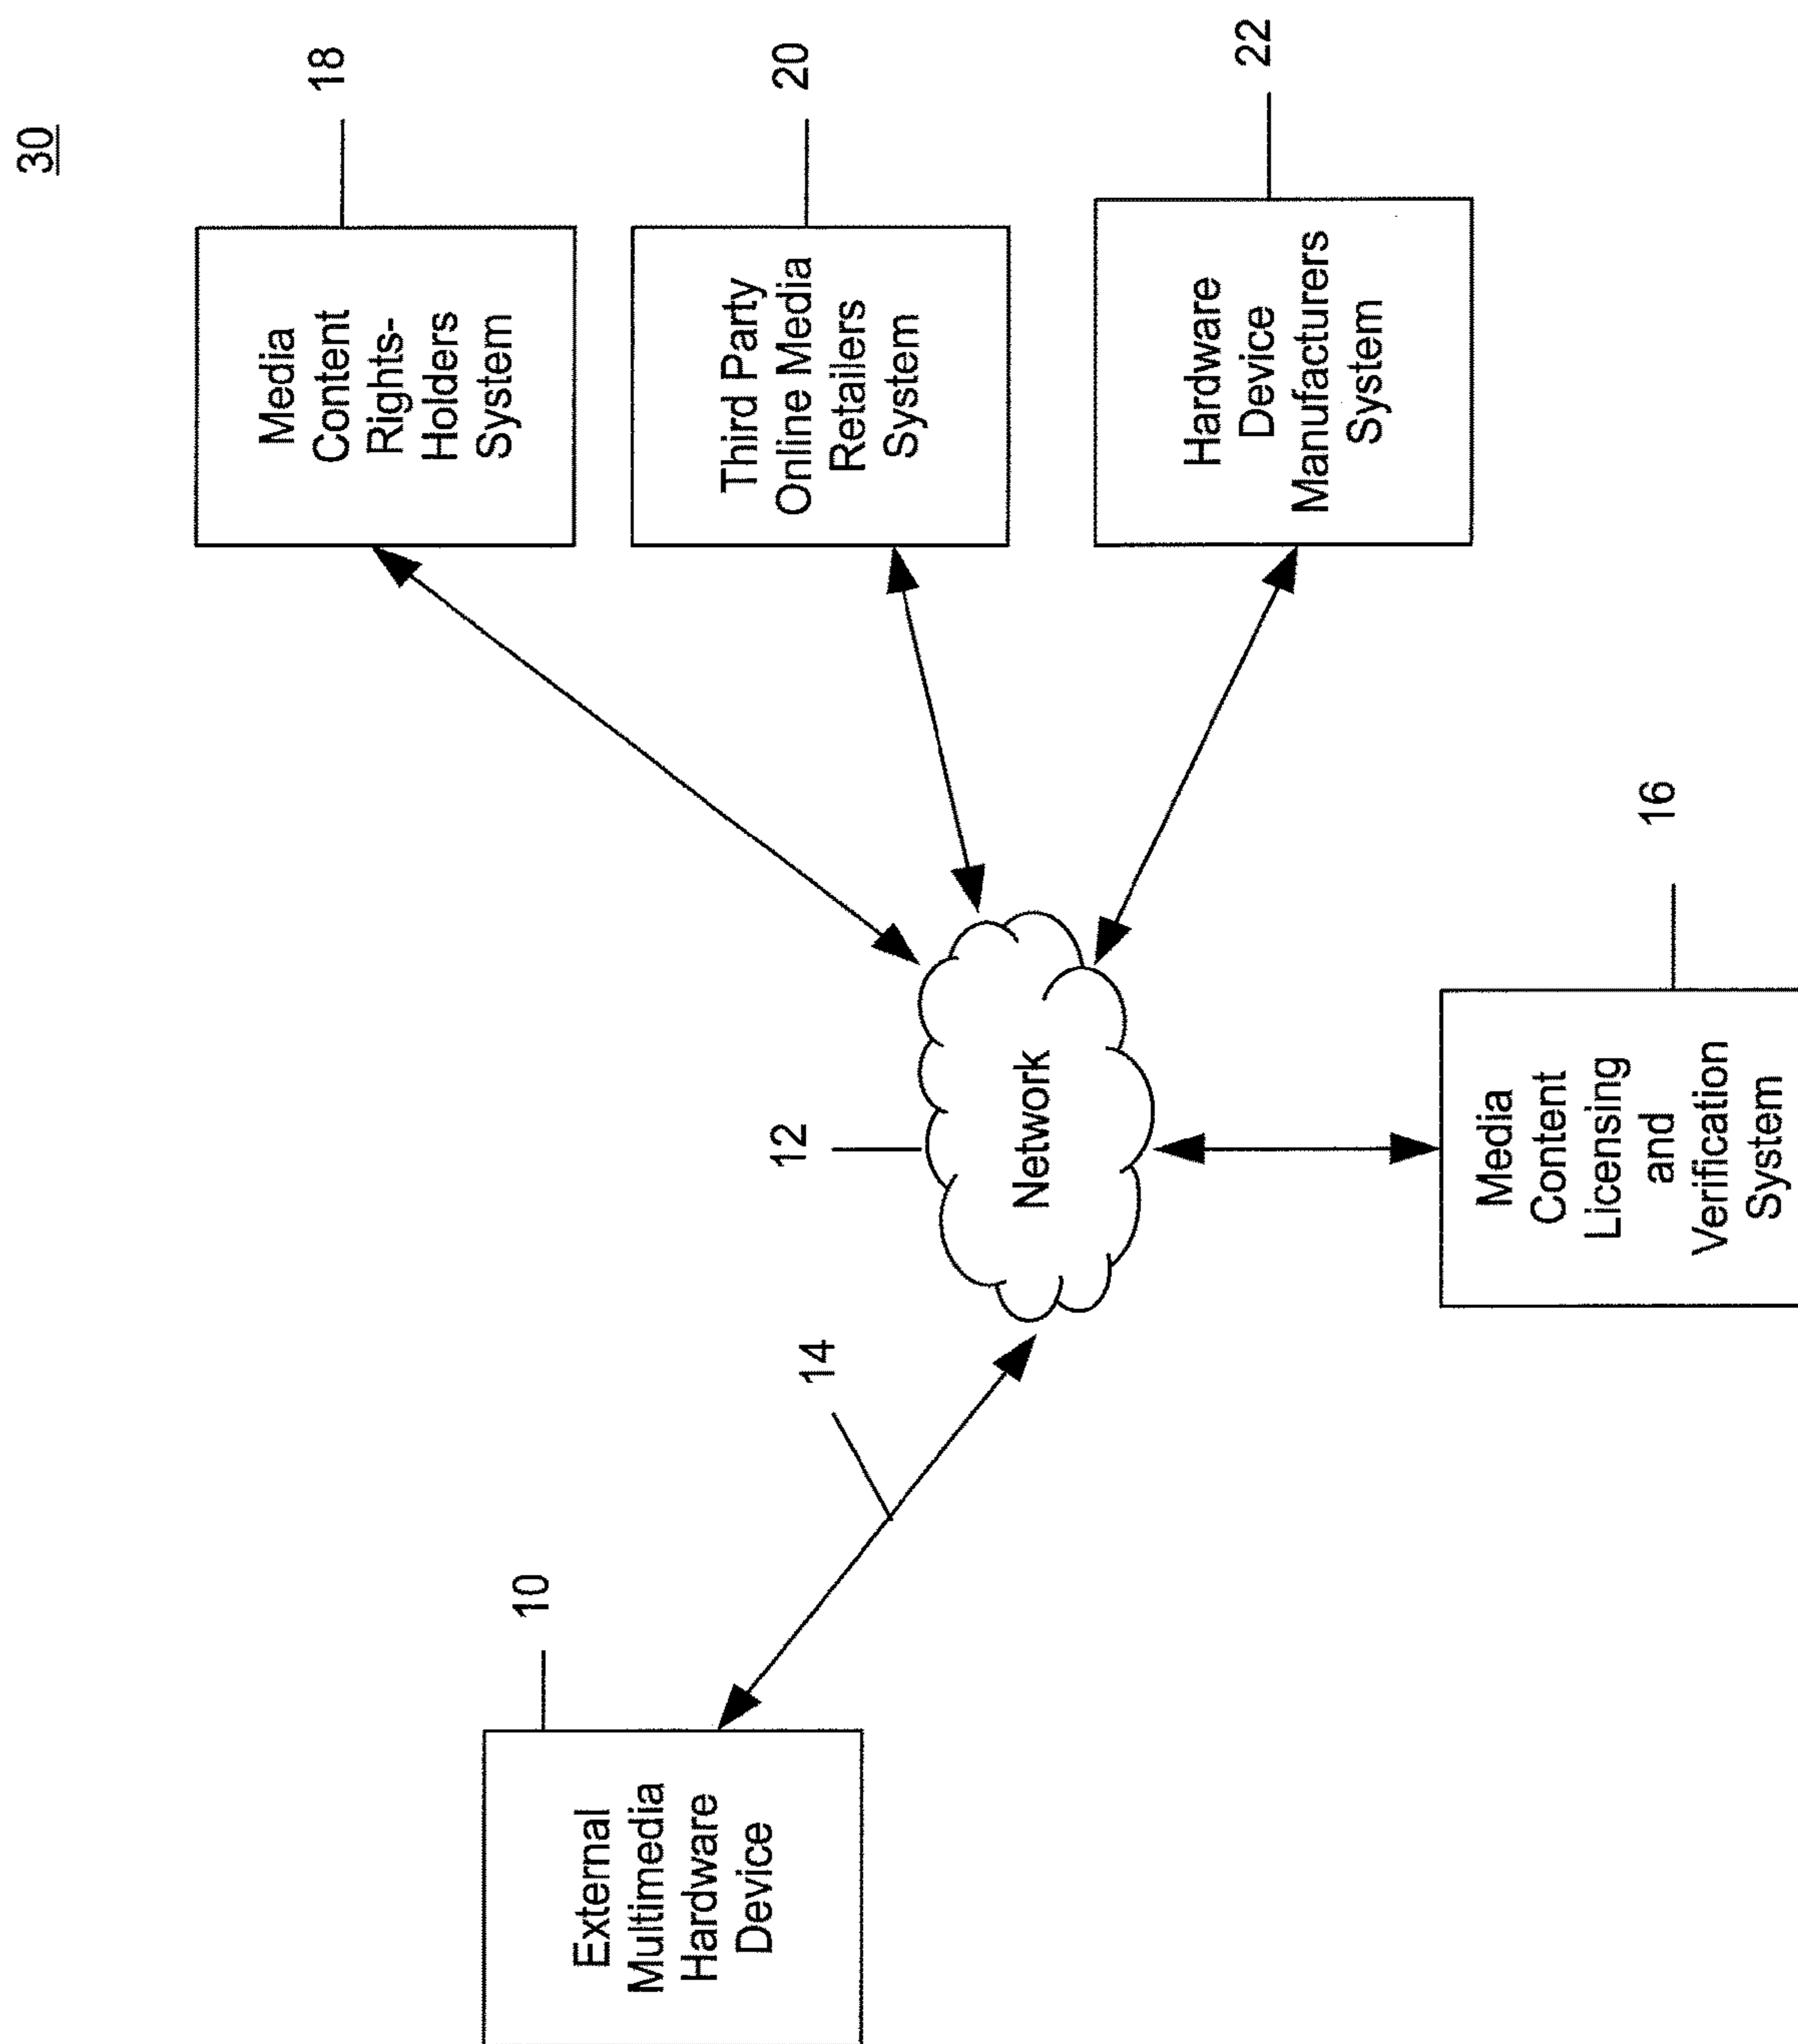 30
Media
Content
Rights-
Holders
System
18
Third Party
Online Media
Retailers
System
20
Hardware
Device
Manufacturers
System
22
12
Network
14
10
External
Multimedia
Hardware
Device
Media
Content
Licensing
and
Verification
System
16